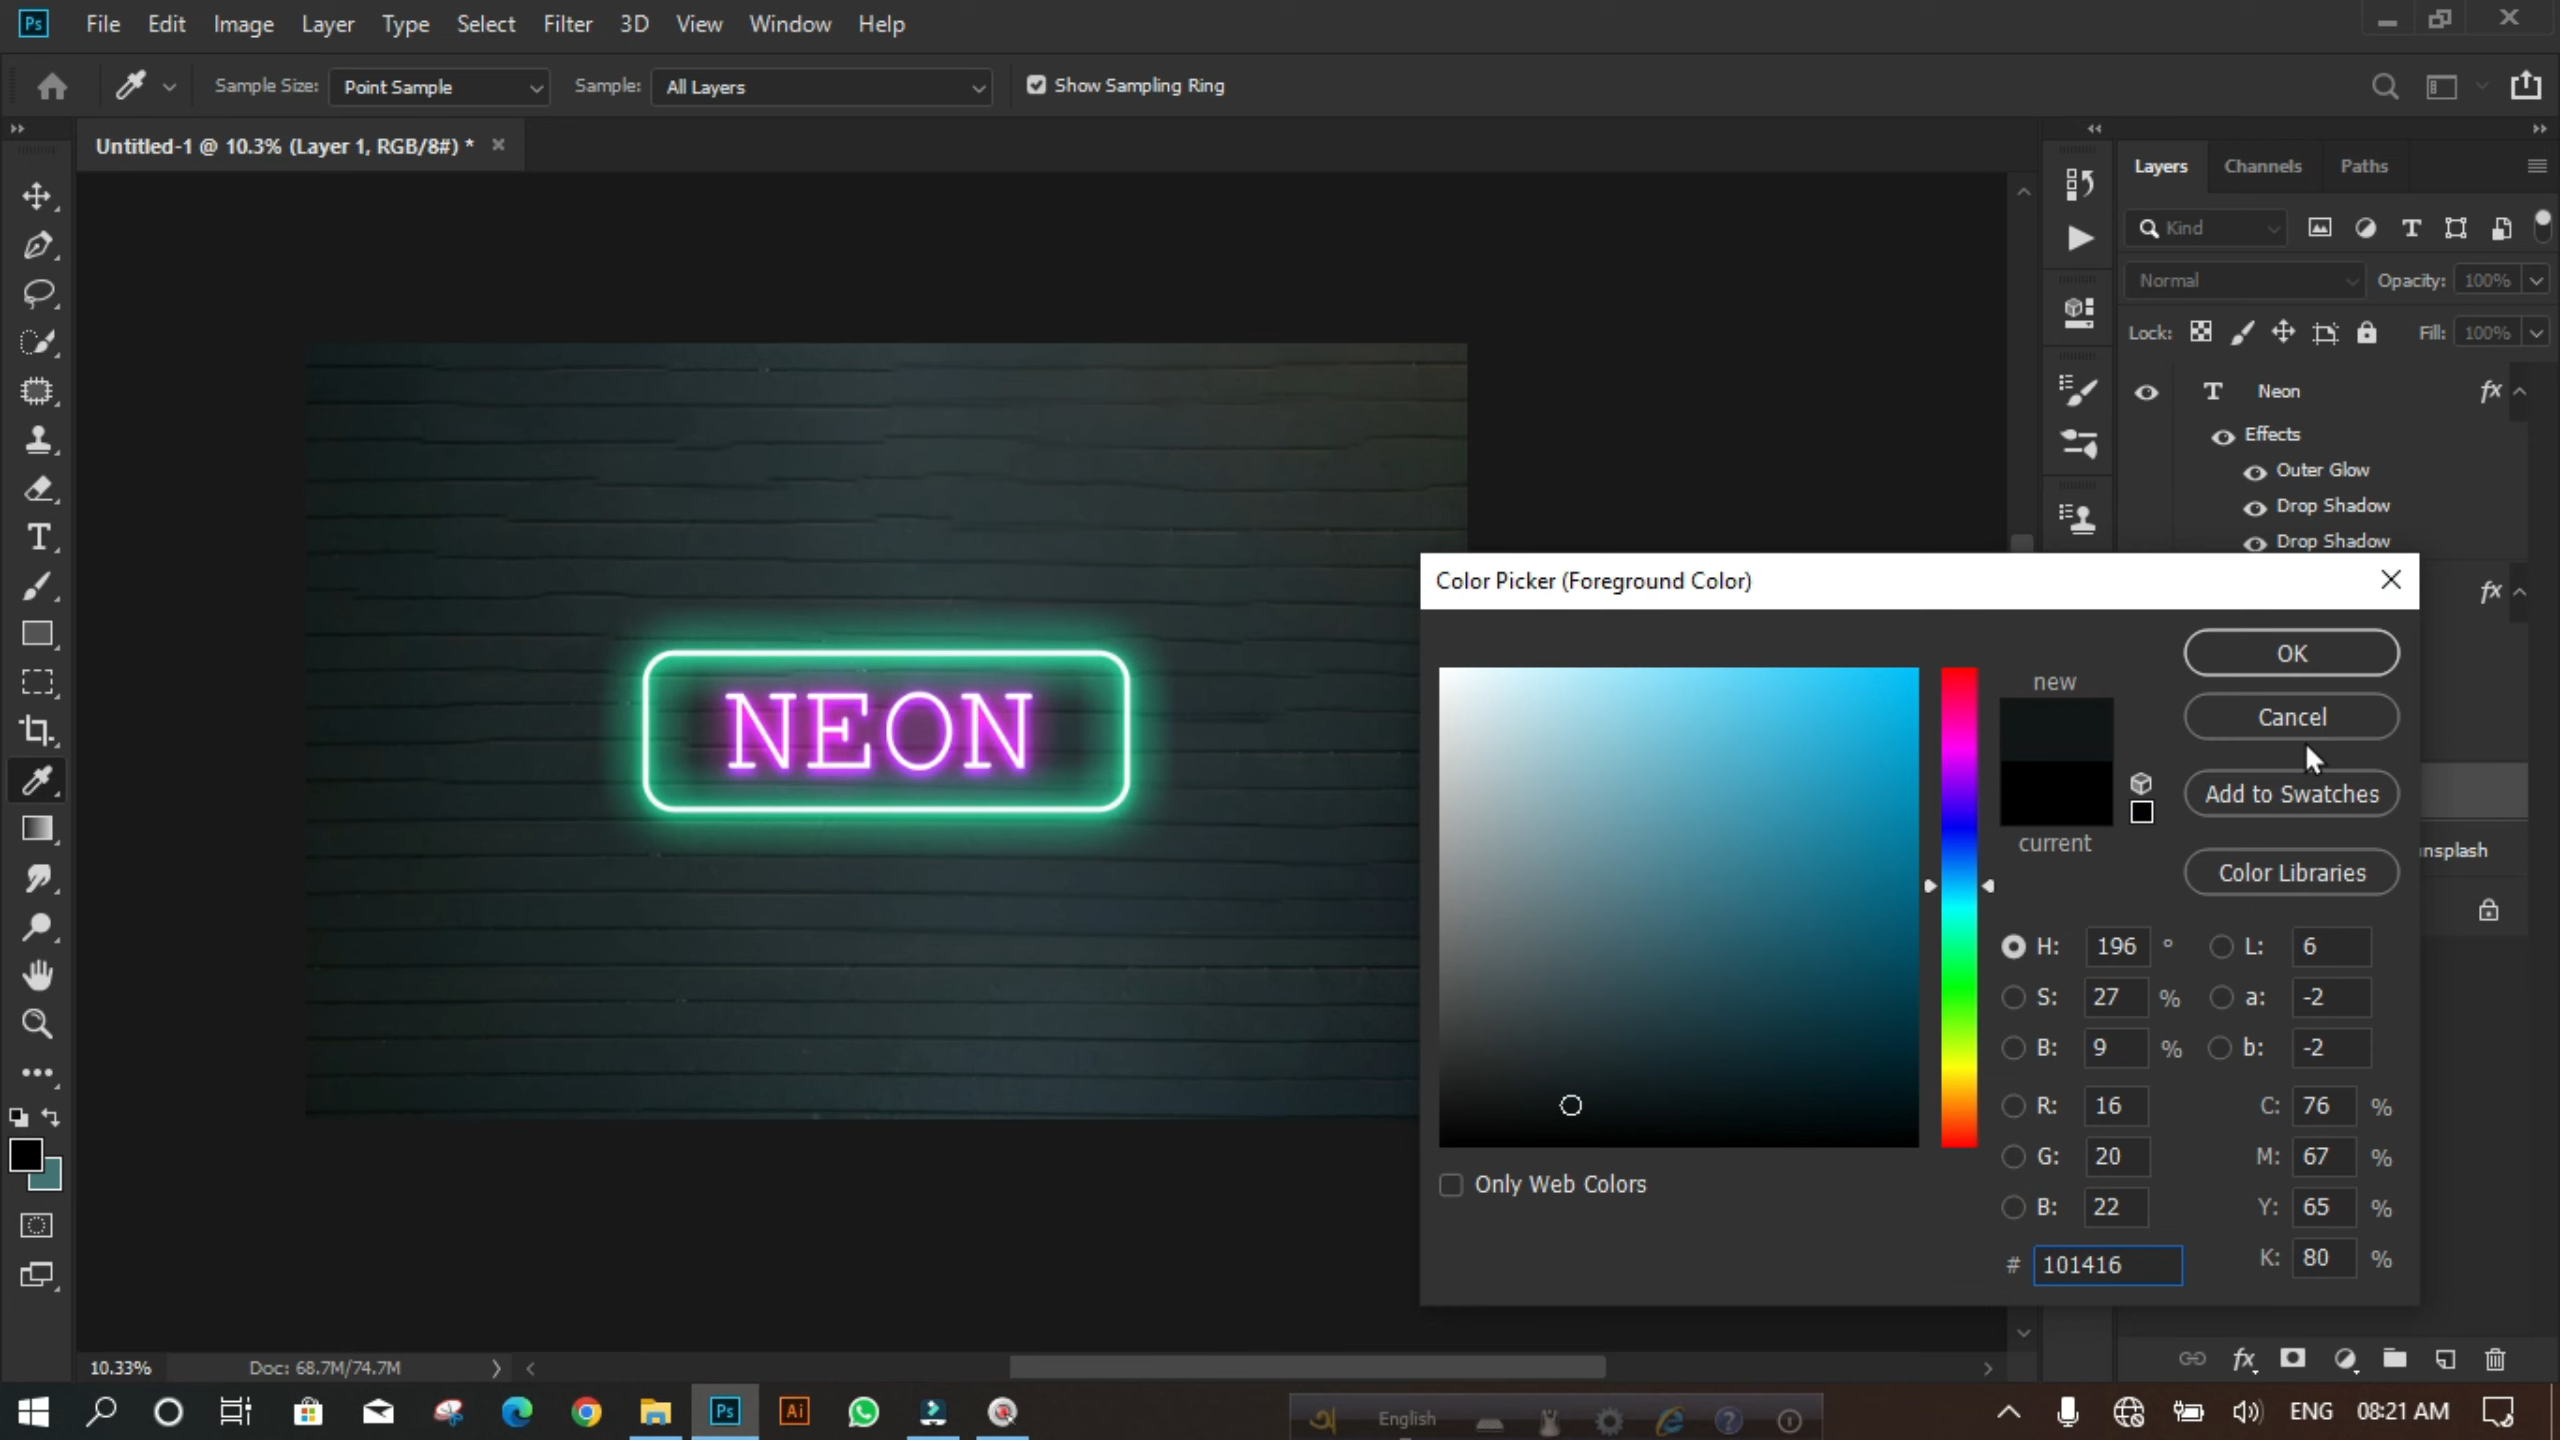 Ps File Edit Image Layer Type Select Filter 3D View Window Help
Sample Size: Point Sample Sample: All Layers Show Sampling Ring
Untitled-1 @ 10.3% (Layer 1, RGB/8#) *
Layers Channels Paths
Kind
Normal Opacity: 100%
Lock: Fill: 100%
T Neon fx
Effects
Outer Glow
Drop Shadow
Drop Shadow
fx
NEON
nsplash
Color Picker (Foreground Color)
new
current
OK
Cancel
Add to Swatches
Color Libraries
H: 196 ° L: 6
S: 27 % a: -2
B: 9 % b: -2
R: 16 C: 76 %
G: 20 M: 67 %
B: 22 Y: 65 %
# 101416 K: 80 %
Only Web Colors
10.33% Doc: 68.7M/74.7M
Ps Ai English ENG 08:21 AM